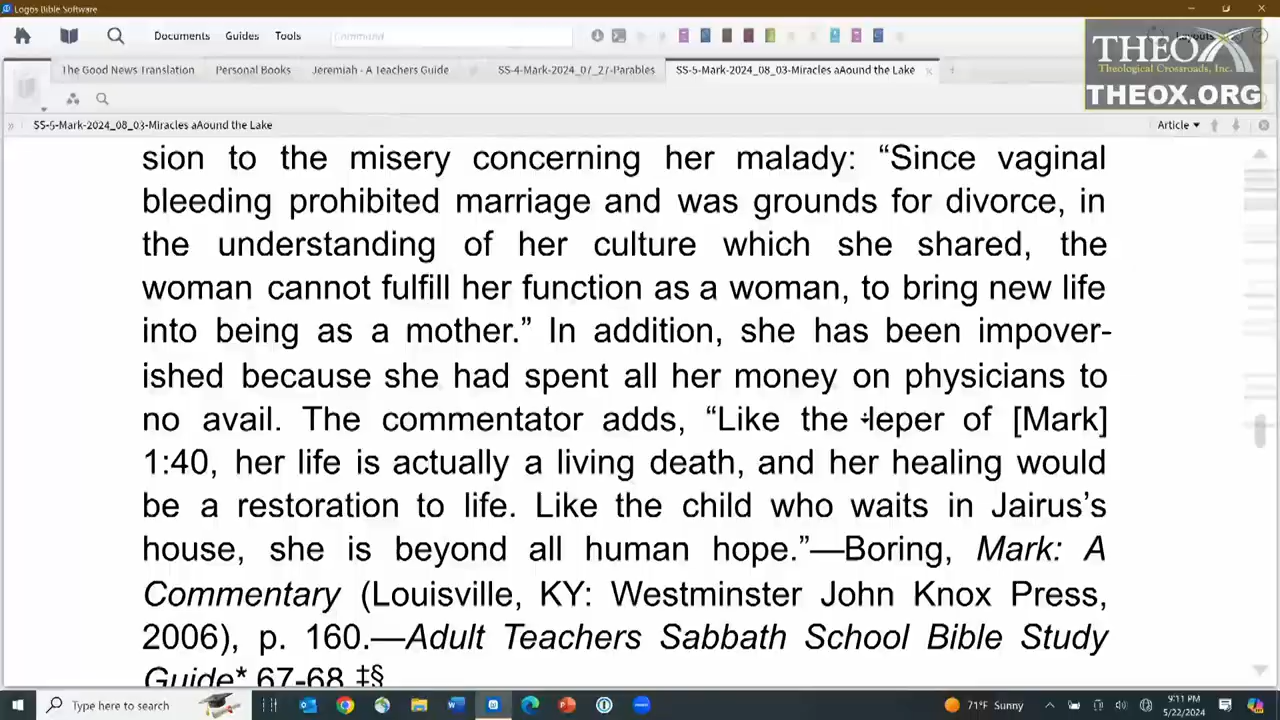 Logos Bible Software
Documents Guides Tools Command Layouts
THEOX
Theological Crossroads, Inc.
THEOX.ORG
The Good News Translation Personal Books Jeremiah - A Teac SS-4-Mark-2024_07_27-Parables SS-5-Mark-2024_08_03-Miracles aAound the Lake
SS-5-Mark-2024_08_03-Miracles aAound the Lake Article
sion to the misery concerning her malady: “Since vaginal
bleeding prohibited marriage and was grounds for divorce, in
the understanding of her culture which she shared, the
woman cannot fulfill her function as a woman, to bring new life
into being as a mother.” In addition, she has been impover-
ished because she had spent all her money on physicians to
no avail. The commentator adds, “Like the leper of [Mark]
1:40, her life is actually a living death, and her healing would
be a restoration to life. Like the child who waits in Jairus’s
house, she is beyond all human hope.”—Boring, Mark: A
Commentary (Louisville, KY: Westminster John Knox Press,
2006), p. 160.—Adult Teachers Sabbath School Bible Study
Guide* 67-68.‡§
Type here to search 71°F Sunny 9:11 PM
5/22/2024